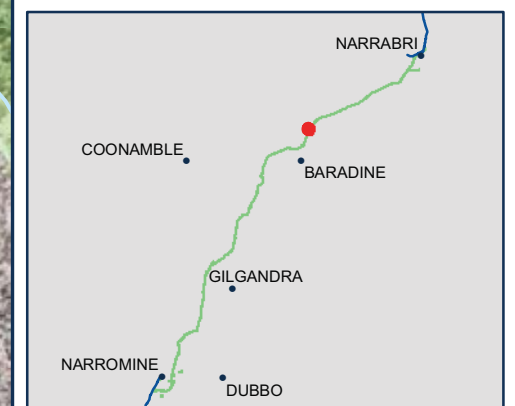 NARRABRI
COONAMBLE
BARADINE
GILGANDRA
NARROMINE
DUBBO